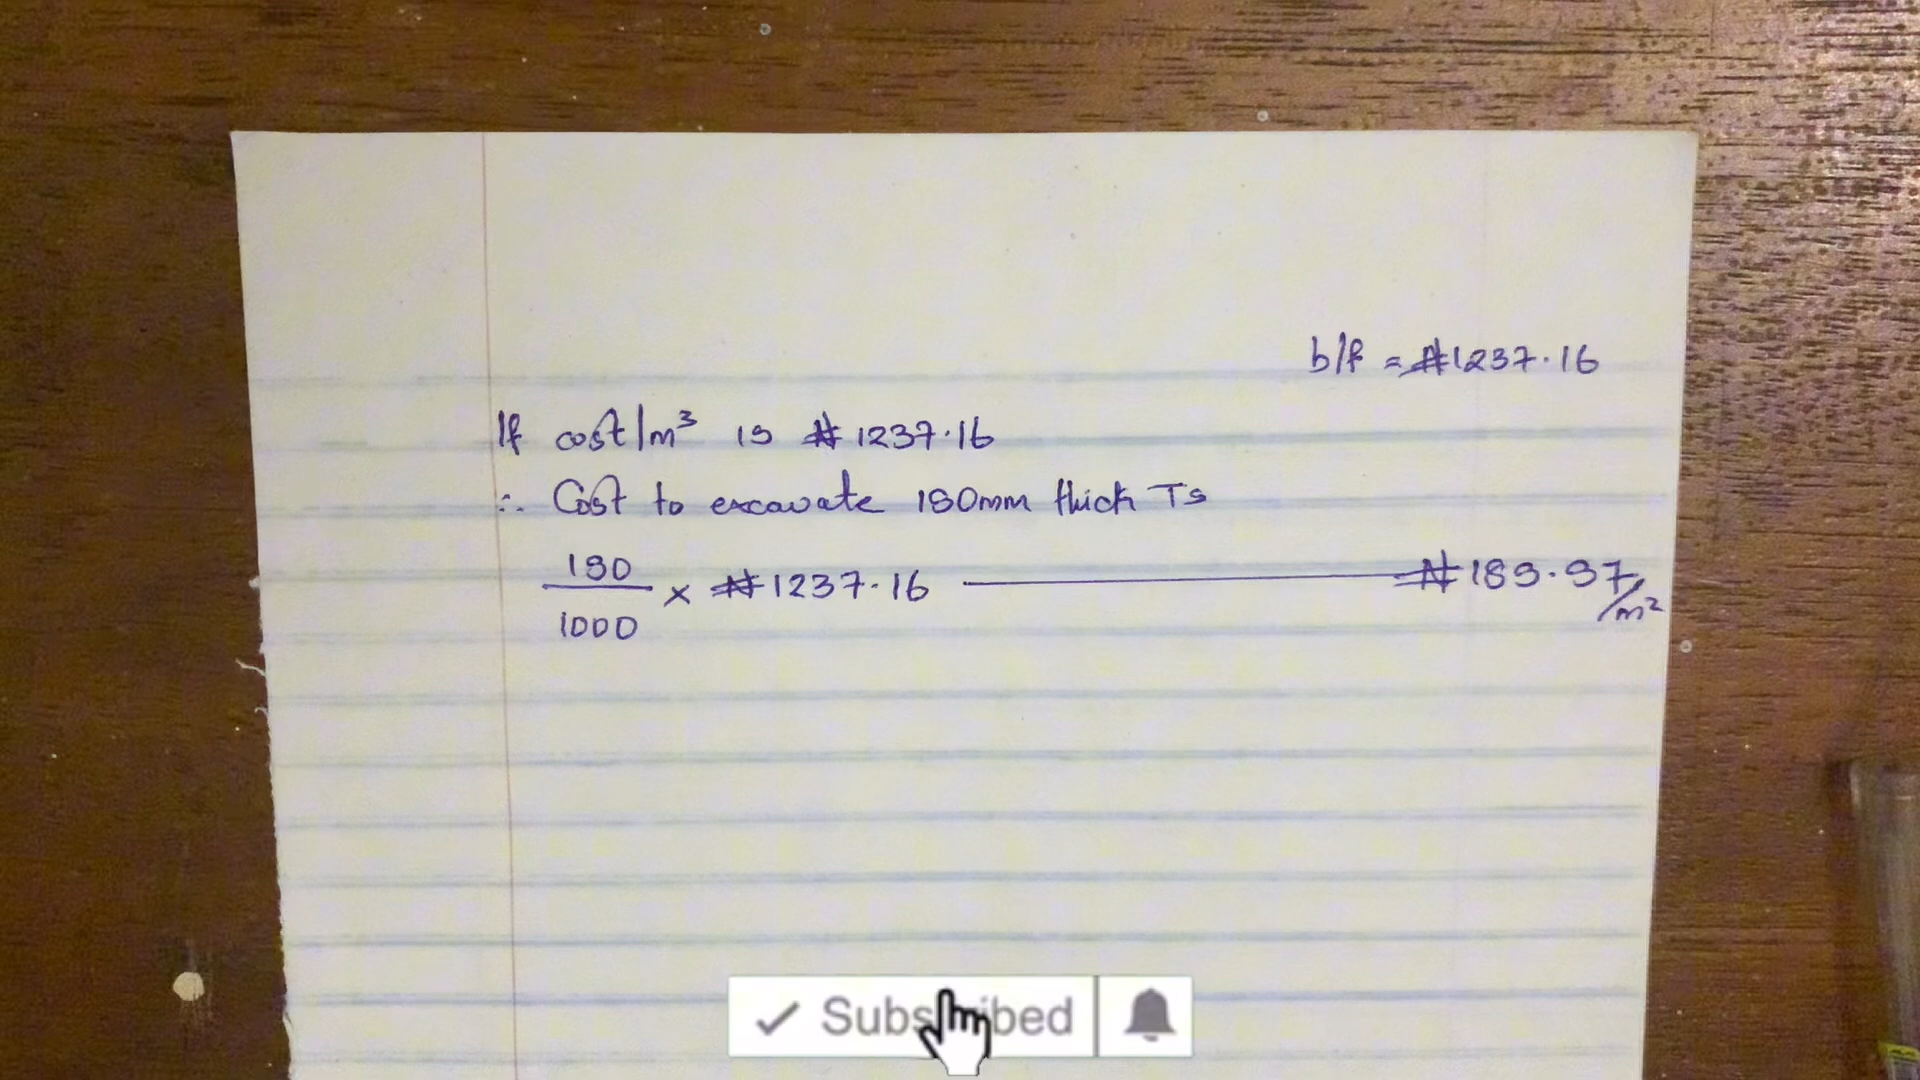 b/f = ₦1237.16
If cost/m³ is ₦1237.16
∴ Cost to excavate 150mm thick Ts
150/1000 x ₦1237.16 — ₦185.57/m²
Subscribed